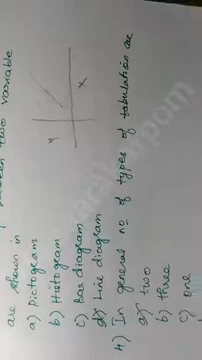 between two variable
are shown in
a) Pictogram
b) Histogram
c) Bar diagram
d) Line diagram
y
x
4) In general no of types of tabulation are
a) two
b) three
c) one